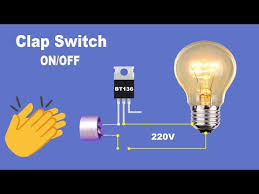 Clap Switch
ON/OFF
BT136
220V